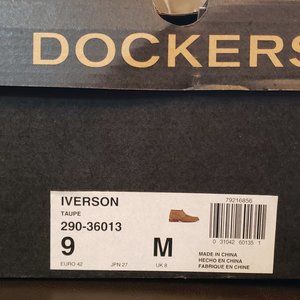 DOCKERS
IVERSON
TAUPE
290-36013
79216856
9
M
EURO 42
JPN 27
UK 8
0 31042 60135 1
MADE IN CHINA
HECHO EN CHINA
FABRIQUE EN CHINE